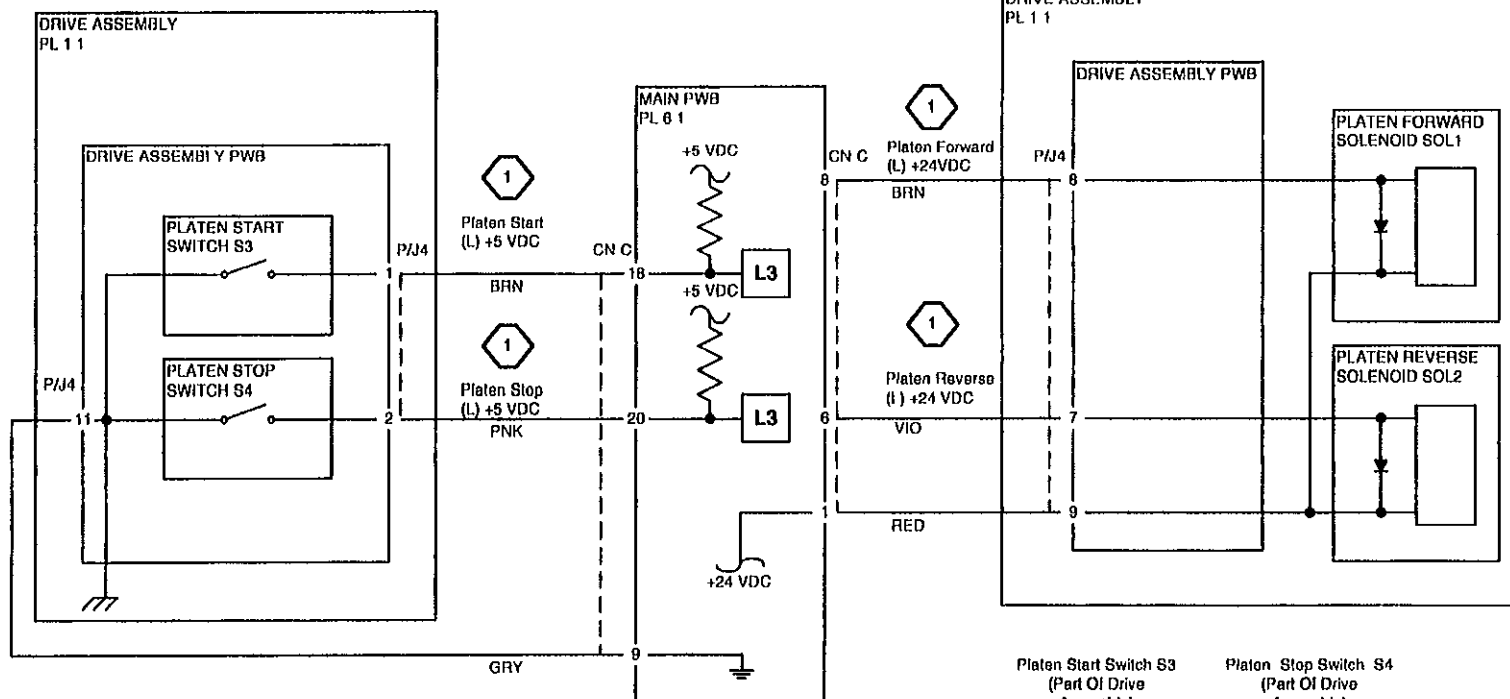 DRIVE ASSEMBLY
PL 1 1
DRIVE ASSEMBLY PWB
PLATEN START
SWITCH S3
PLATEN STOP
SWITCH S4
P/J4
11
1
2
P/J4
1
Platen Start
(L) +5 VDC
BRN
1
Platen Stop
(L) +5 VDC
PNK
GRY
CN C
18
20
9
MAIN PWB
PL 6 1
+5 VDC
L3
+5 VDC
L3
+24 VDC
CN C
8
6
1
1
Platen Forward
(L) +24VDC
BRN
1
Platen Reverse
(L) +24 VDC
VIO
RED
P/J4
8
7
9
DRIVE ASSEMBLY
PL 1 1
DRIVE ASSEMBLY PWB
PLATEN FORWARD
SOLENOID SOL1
PLATEN REVERSE
SOLENOID SOL2
Platen Start Switch S3
(Part Of Drive
Platen Stop Switch S4
(Part Of Drive